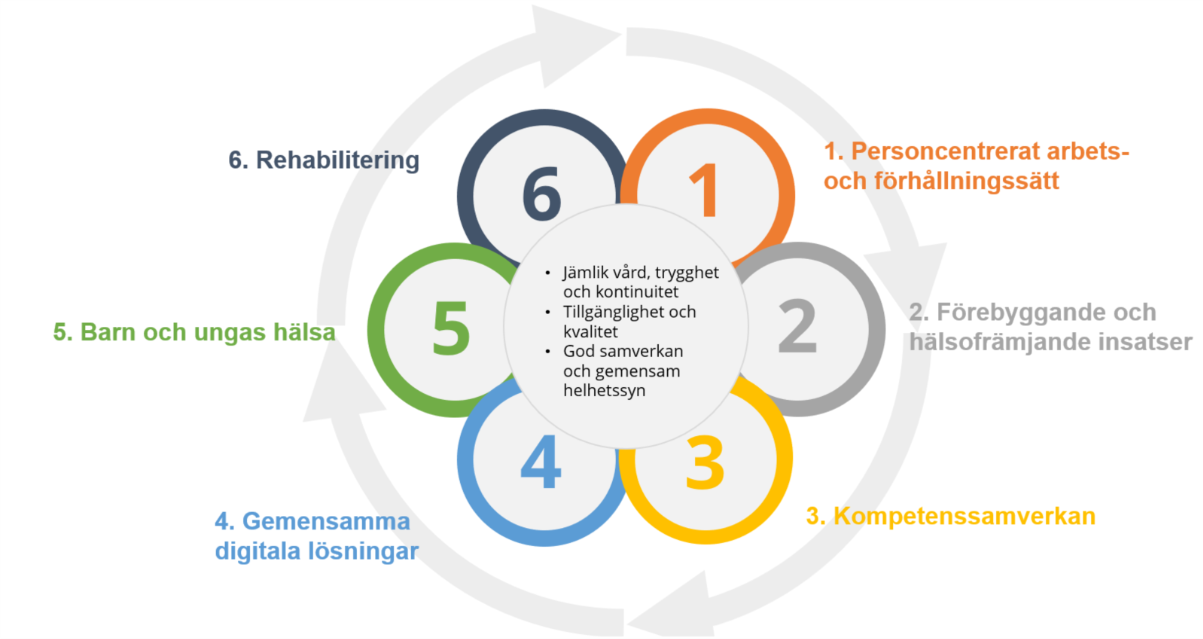 6. Rehabilitering
6
1
1. Personcentrerat arbets-
och förhållningssätt
5. Barn och ungas hälsa
5
• Jämlik vård, trygghet
och kontinuitet
• Tillgänglighet och
kvalitet
• God samverkan
och gemensam
helhetssyn
2
2. Förebyggande och
hälsofrämjande insatser
4. Gemensamma
digitala lösningar
4
3
3. Kompetenssamverkan